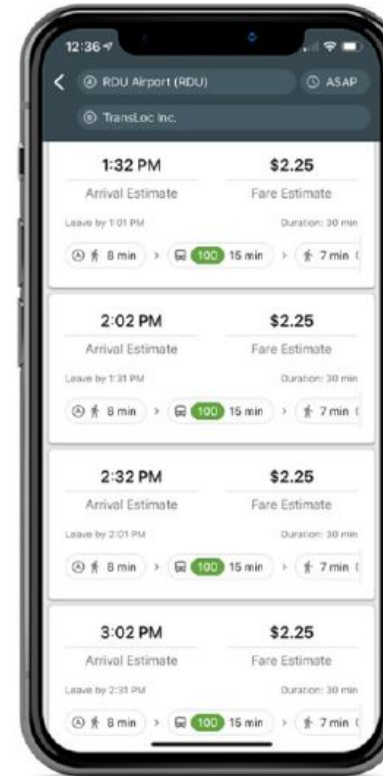 12:36
A RDU Airport (RDU) ASAP
B TransLoc Inc.
1:32 PM $2.25
Arrival Estimate Fare Estimate
Leave by 1:01 PM Duration: 30 min
A 8 min > 100 15 min > 7 min
2:02 PM $2.25
Arrival Estimate Fare Estimate
Leave by 1:31 PM Duration: 30 min
A 8 min > 100 15 min > 7 min
2:32 PM $2.25
Arrival Estimate Fare Estimate
Leave by 2:01 PM Duration: 30 min
A 8 min > 100 15 min > 7 min
3:02 PM $2.25
Arrival Estimate Fare Estimate
Leave by 2:31 PM Duration: 30 min
A 8 min > 100 15 min > 7 min